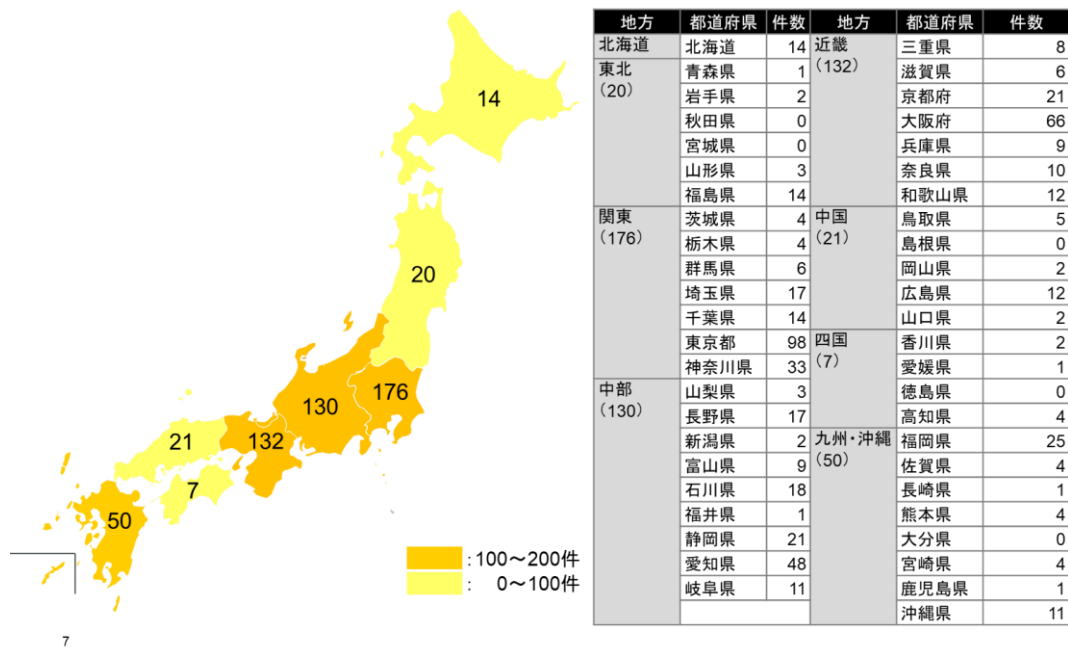 14
20
176
130
132
21
7
50
:100～200件
: 0～100件
7
地方 都道府県 件数 地方 都道府県 件数
北海道 北海道 14 近畿 三重県 8
東北 青森県 1 (132) 滋賀県 6
(20) 岩手県 2 京都府 21
秋田県 0 大阪府 66
宮城県 0 兵庫県 9
山形県 3 奈良県 10
福島県 14 和歌山県 12
関東 茨城県 4 中国 鳥取県 5
(176) 栃木県 4 (21) 島根県 0
群馬県 6 岡山県 2
埼玉県 17 広島県 12
千葉県 14 山口県 2
東京都 98 四国 香川県 2
神奈川県 33 (7) 愛媛県 1
中部 山梨県 3 徳島県 0
(130) 長野県 17 高知県 4
新潟県 2 九州・沖縄 福岡県 25
富山県 9 (50) 佐賀県 4
石川県 18 長崎県 1
福井県 1 熊本県 4
静岡県 21 大分県 0
愛知県 48 宮崎県 4
岐阜県 11 鹿児島県 1
沖縄県 11